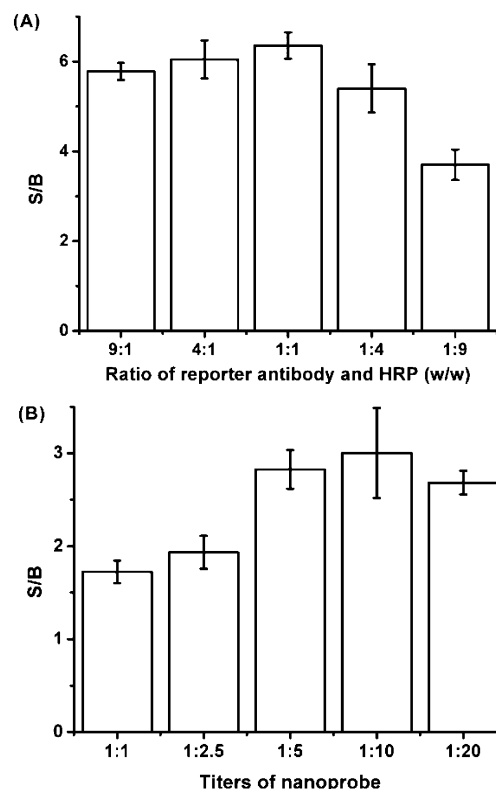 (A)
6
4
2
0
S/B
9:1 4:1 1:1 1:4 1:9
Ratio of reporter antibody and HRP (w/w)
(B)
3
2
1
0
S/B
1:1 1:2.5 1:5 1:10 1:20
Titers of nanoprobe